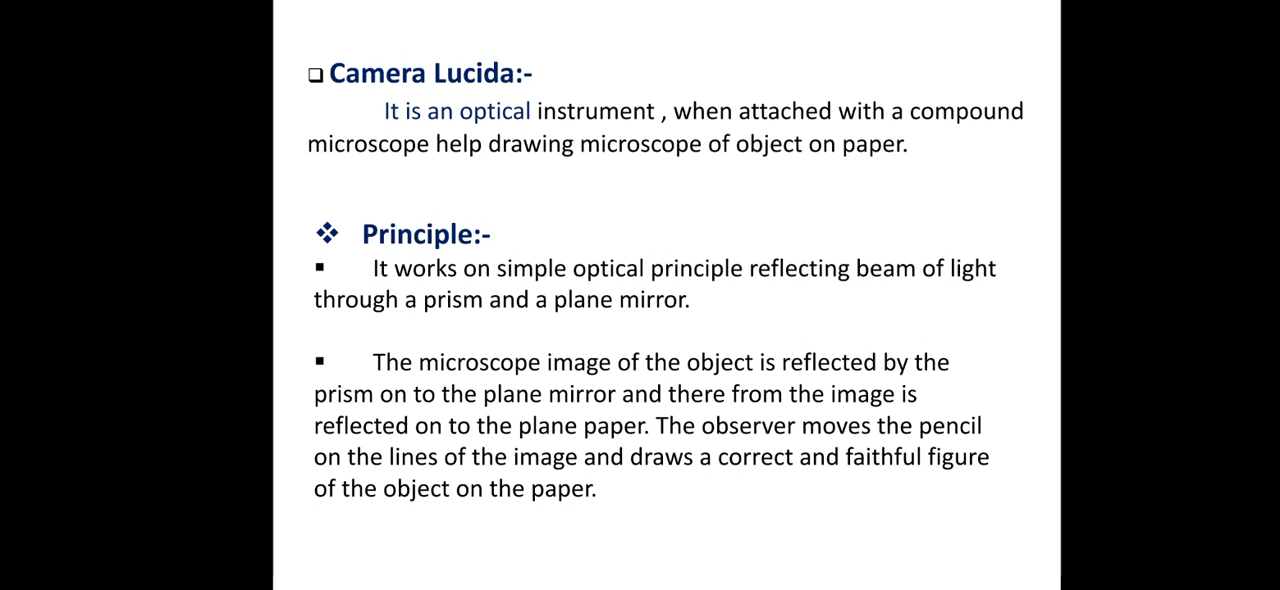 Camera Lucida:-
It is an optical instrument , when attached with a compound
microscope help drawing microscope of object on paper.
Principle:-
It works on simple optical principle reflecting beam of light
through a prism and a plane mirror.
The microscope image of the object is reflected by the
prism on to the plane mirror and there from the image is
reflected on to the plane paper. The observer moves the pencil
on the lines of the image and draws a correct and faithful figure
of the object on the paper.